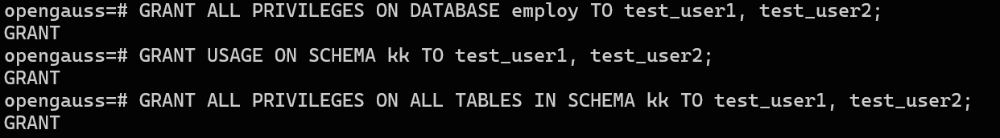 opengauss=# GRANT ALL PRIVILEGES ON DATABASE employ TO test_user1, test_user2;
GRANT
opengauss=# GRANT USAGE ON SCHEMA kk TO test_user1, test_user2;
GRANT
opengauss=# GRANT ALL PRIVILEGES ON ALL TABLES IN SCHEMA kk TO test_user1, test_user2;
GRANT